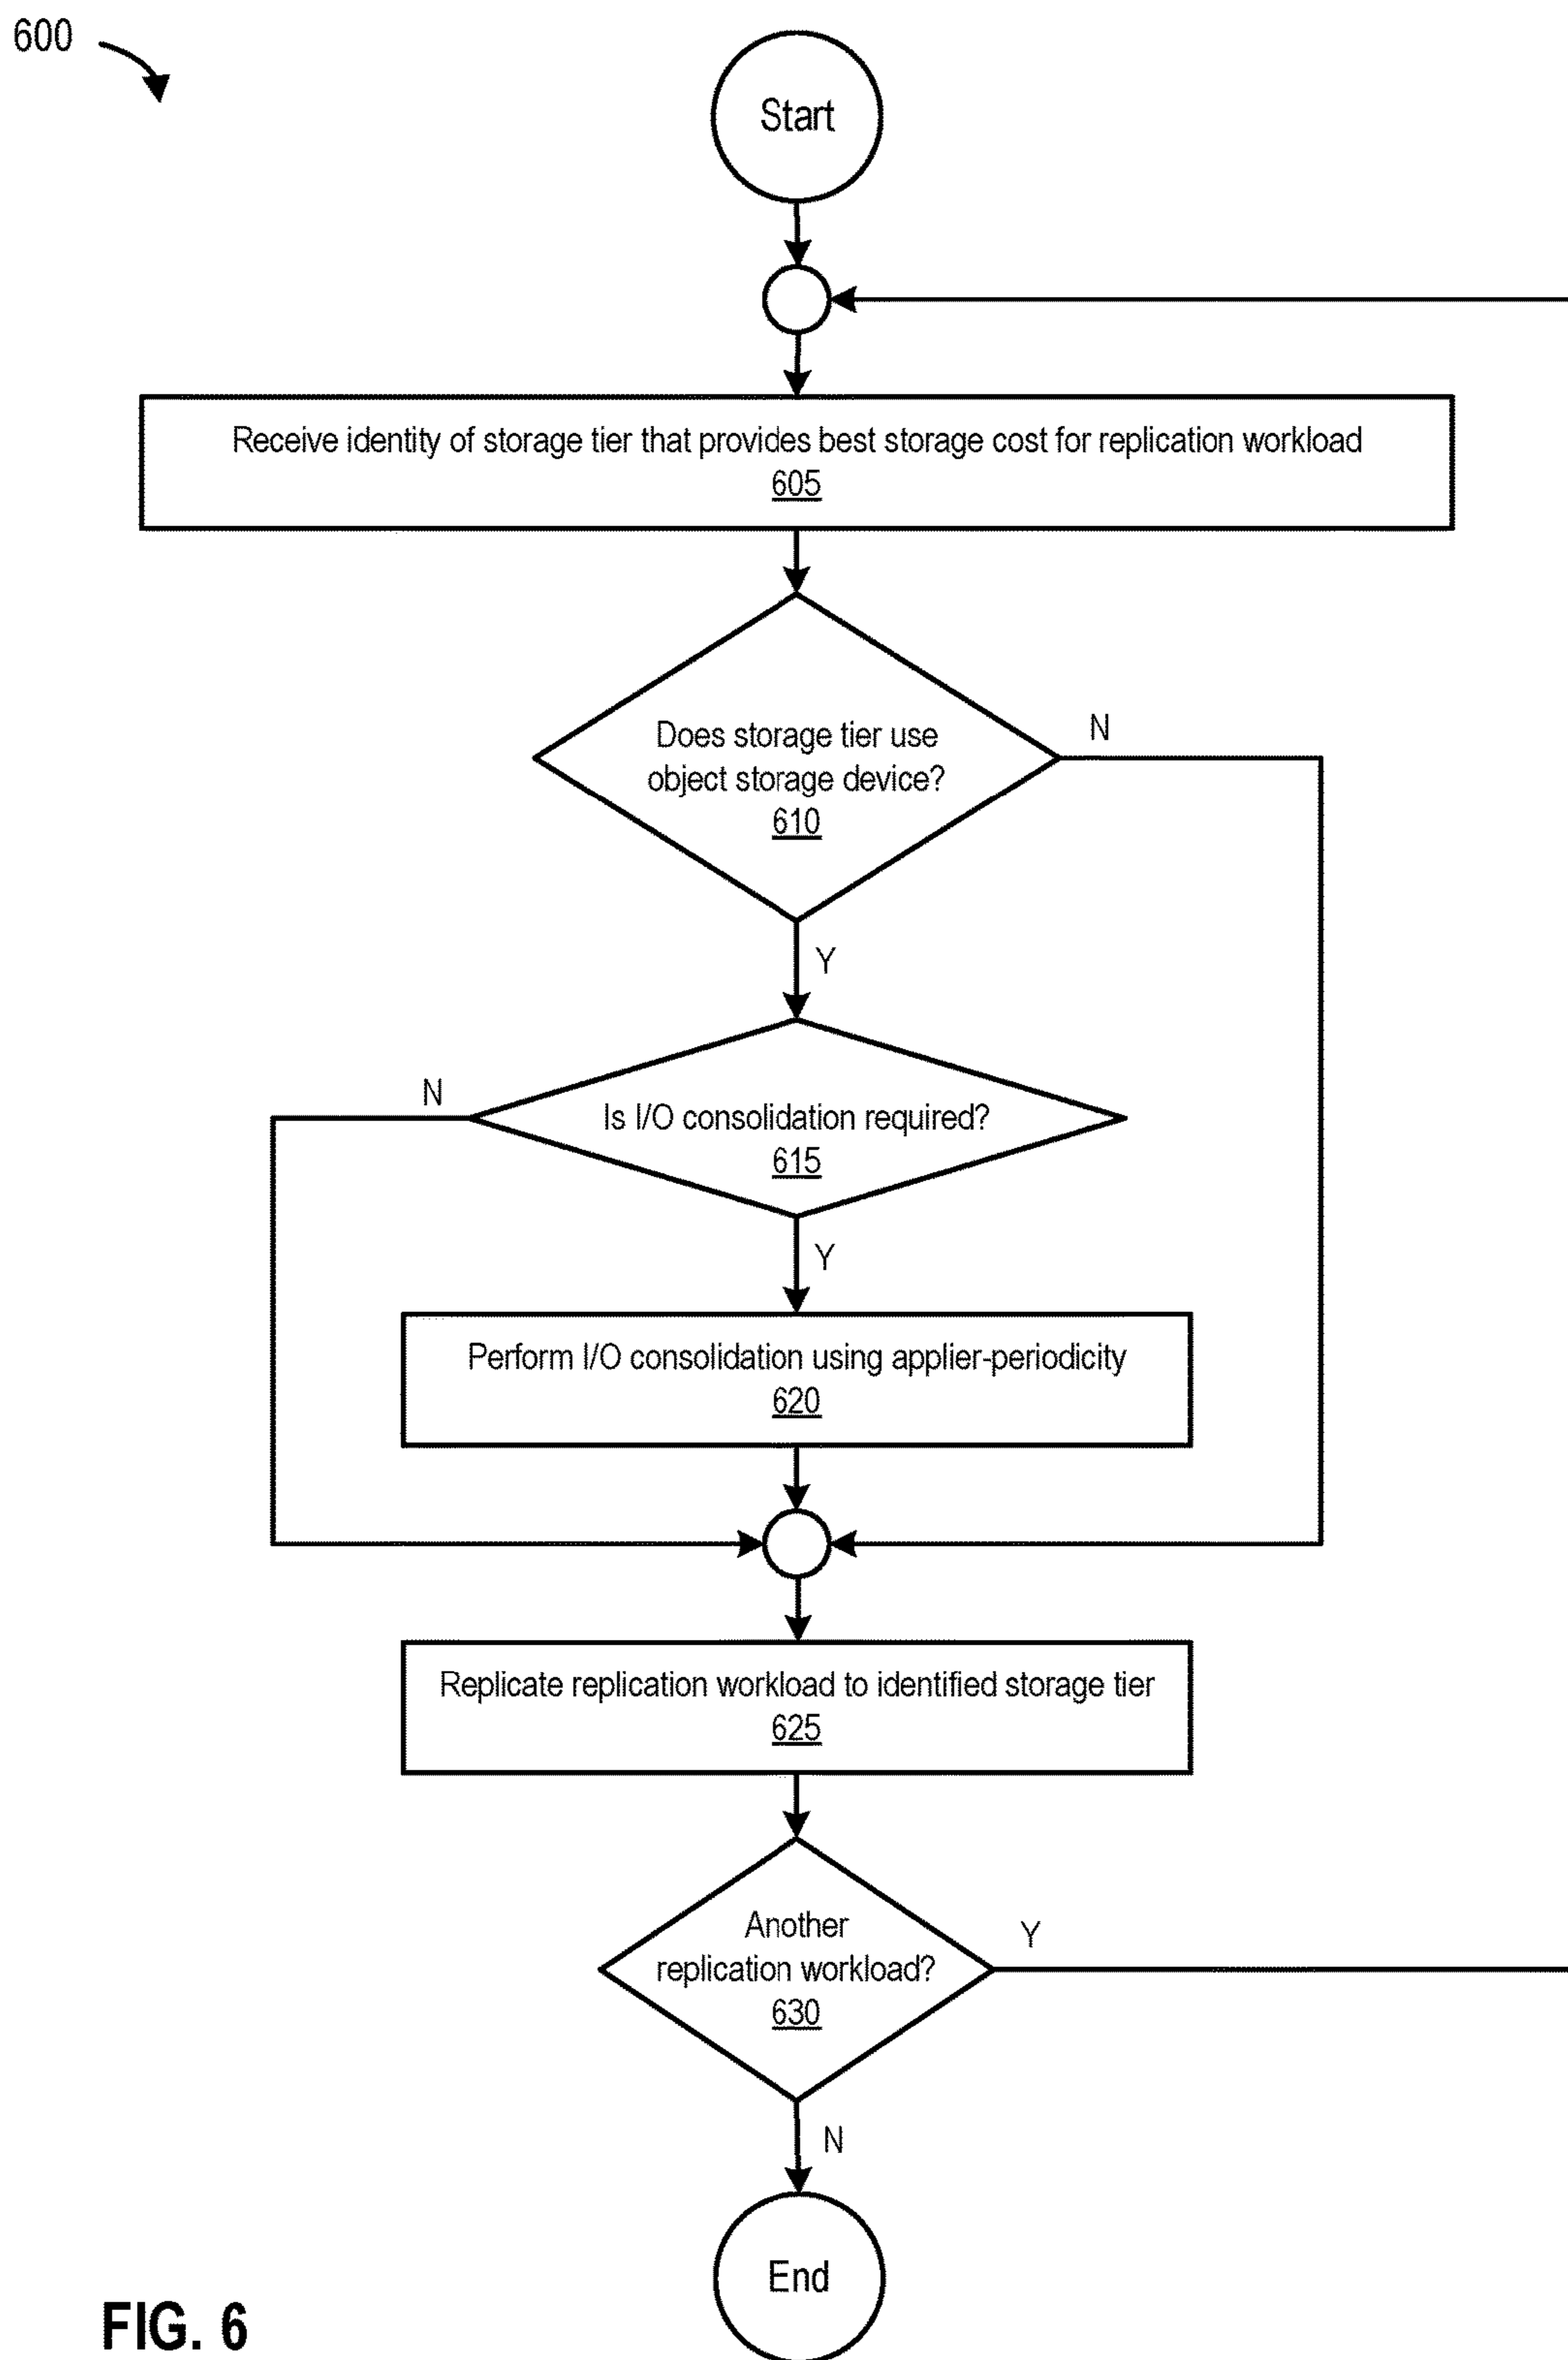 600
Start
Receive identity of storage tier that provides best storage cost for replication workload
605
Does storage tier use
object storage device?
610
N
Y
N
Is I/O consolidation required?
615
Y
Perform I/O consolidation using applier-periodicity
620
Replicate replication workload to identified storage tier
625
Another
replication workload?
630
Y
N
End
FIG. 6